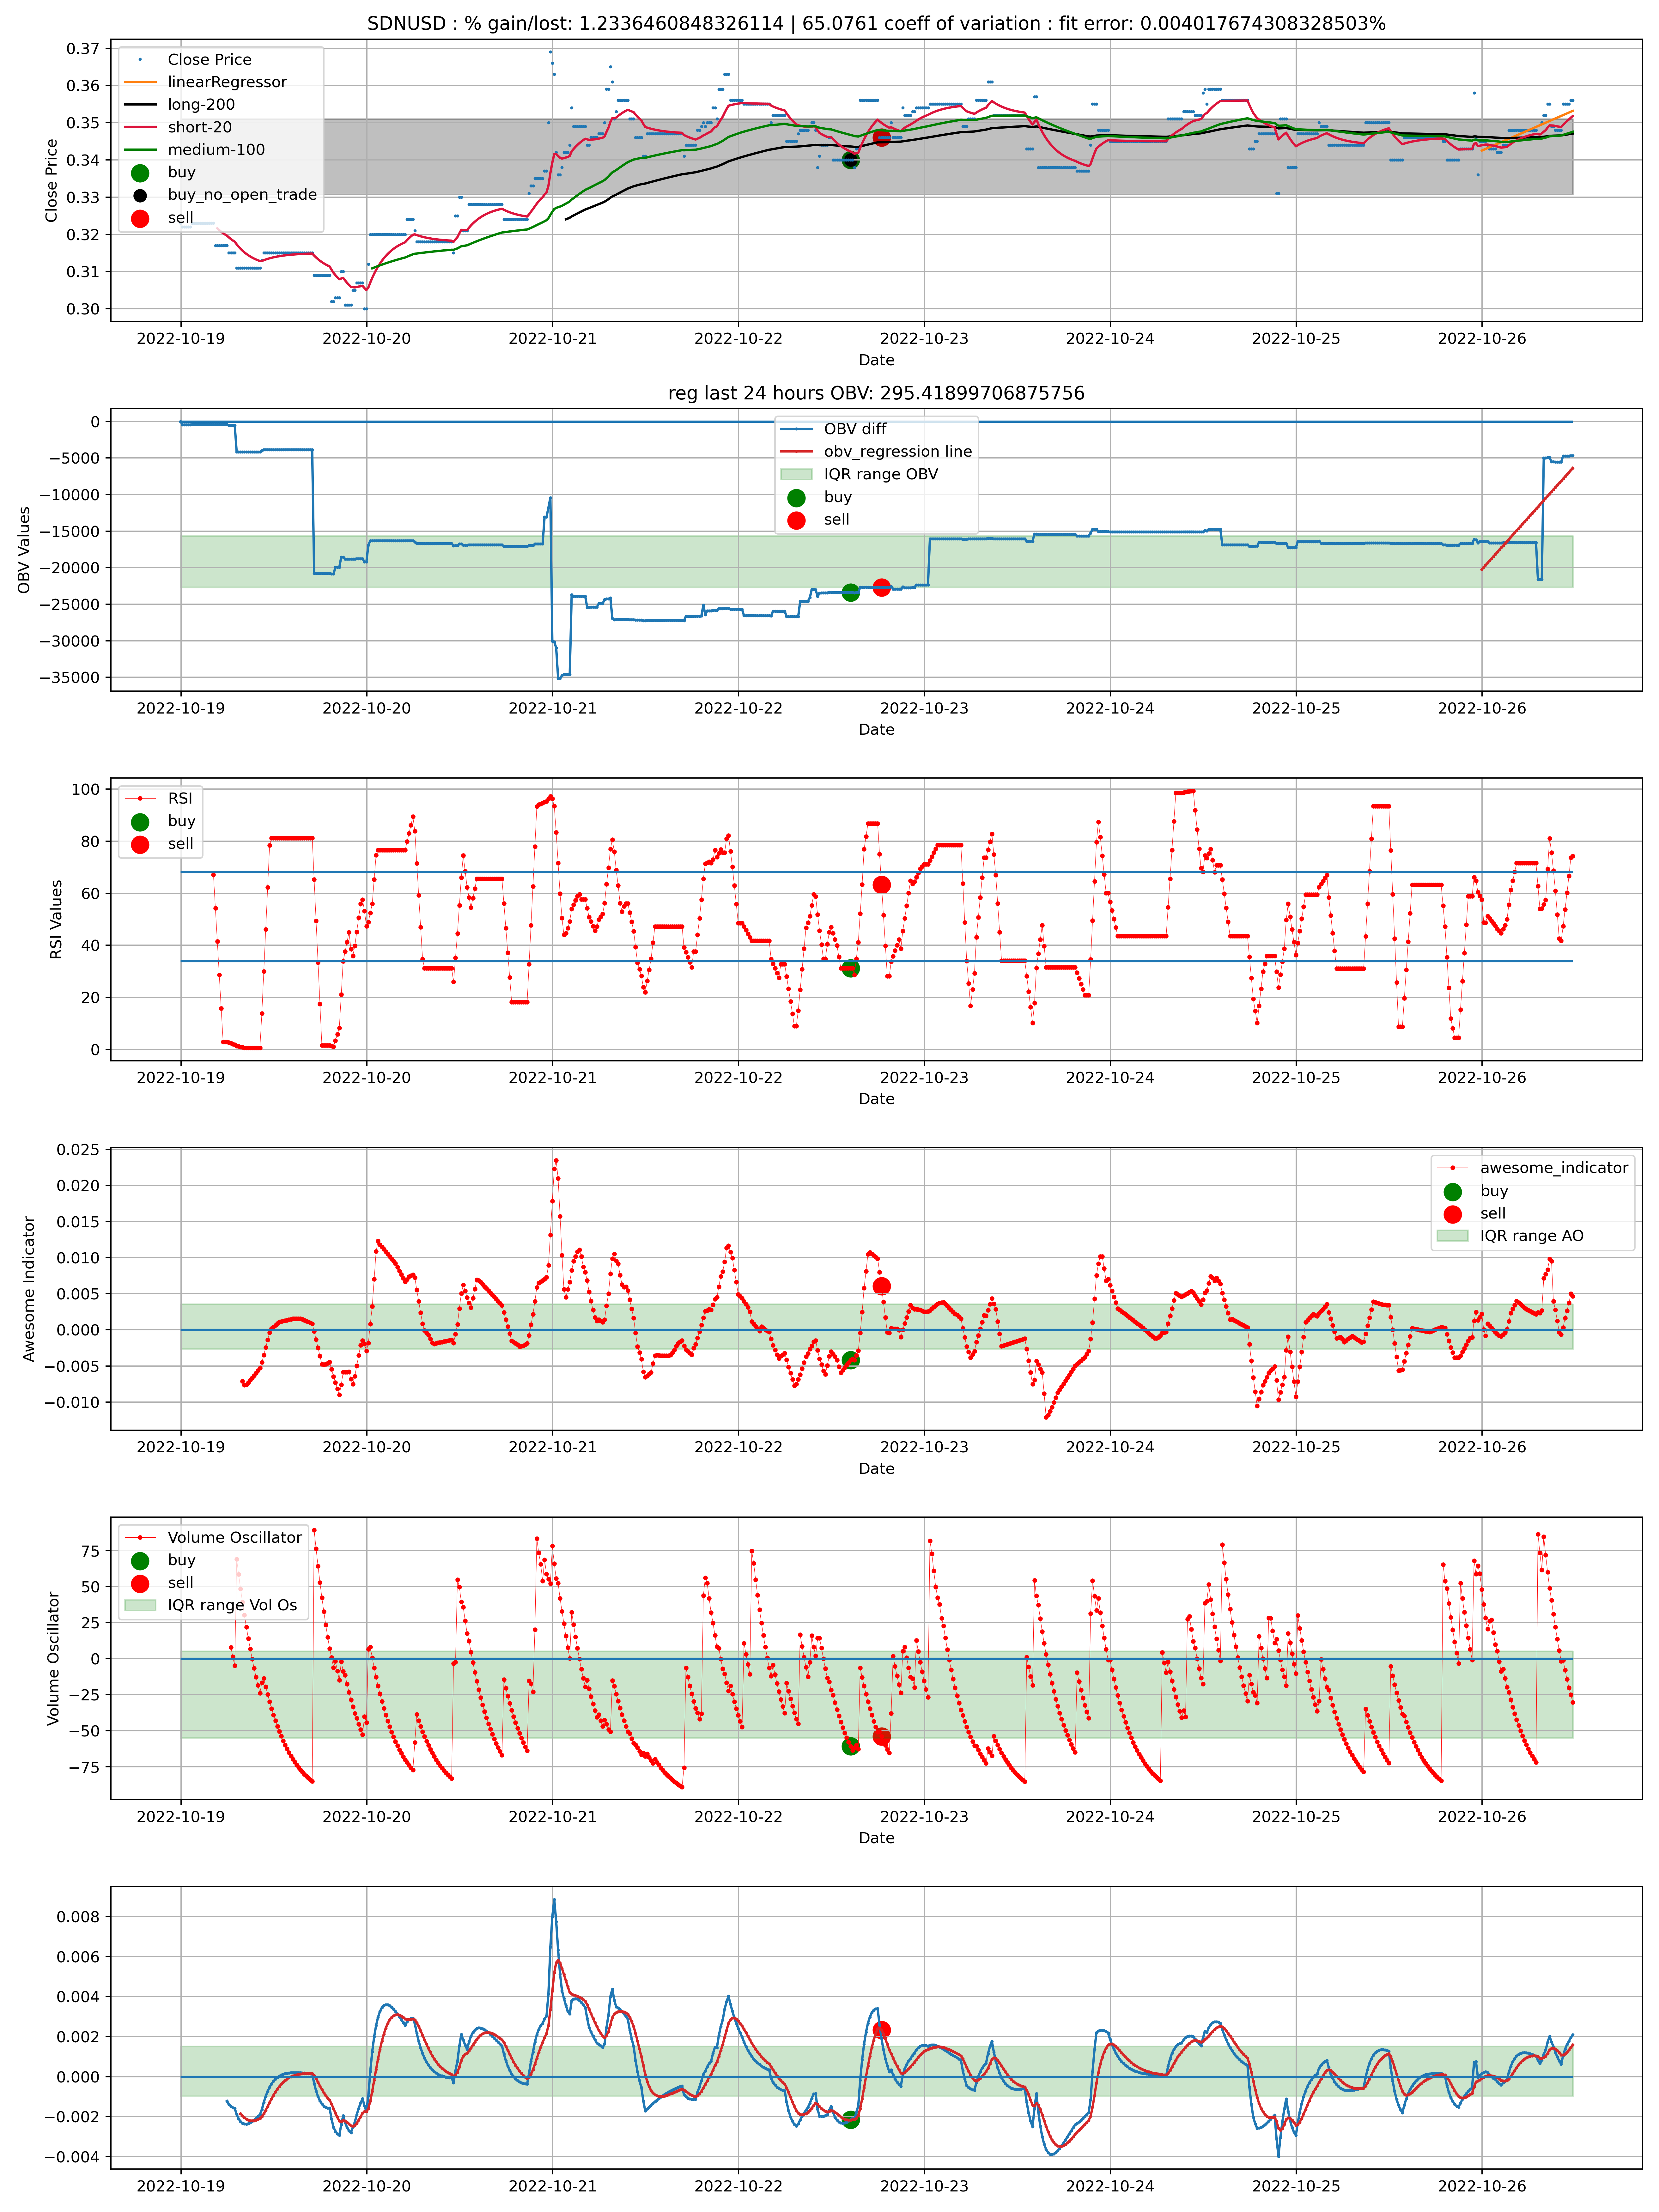 SDNUSD : % gain/lost: 1.2336460848326114 | 65.0761 coeff of variation : fit error: 0.004017674308328503%
Close Price
0.37
0.36
0.35
0.34
0.33
0.32
0.31
0.30
Close Price
linearRegressor
long-200
short-20
medium-100
buy
buy_no_open_trade
sell
2022-10-19 2022-10-20 2022-10-21 2022-10-22 2022-10-23 2022-10-24 2022-10-25 2022-10-26
Date
reg last 24 hours OBV: 295.41899706875756
OBV Values
0
−5000
−10000
−15000
−20000
−25000
−30000
−35000
OBV diff
obv_regression line
IQR range OBV
buy
sell
2022-10-19 2022-10-20 2022-10-21 2022-10-22 2022-10-23 2022-10-24 2022-10-25 2022-10-26
Date
RSI Values
100
80
60
40
20
0
RSI
buy
sell
2022-10-19 2022-10-20 2022-10-21 2022-10-22 2022-10-23 2022-10-24 2022-10-25 2022-10-26
Date
Awesome Indicator
0.025
0.020
0.015
0.010
0.005
0.000
−0.005
−0.010
awesome_indicator
buy
sell
IQR range AO
2022-10-19 2022-10-20 2022-10-21 2022-10-22 2022-10-23 2022-10-24 2022-10-25 2022-10-26
Date
Volume Oscillator
75
50
25
0
−25
−50
−75
Volume Oscillator
buy
sell
IQR range Vol Os
2022-10-19 2022-10-20 2022-10-21 2022-10-22 2022-10-23 2022-10-24 2022-10-25 2022-10-26
Date
0.008
0.006
0.004
0.002
0.000
−0.002
−0.004
2022-10-19 2022-10-20 2022-10-21 2022-10-22 2022-10-23 2022-10-24 2022-10-25 2022-10-26